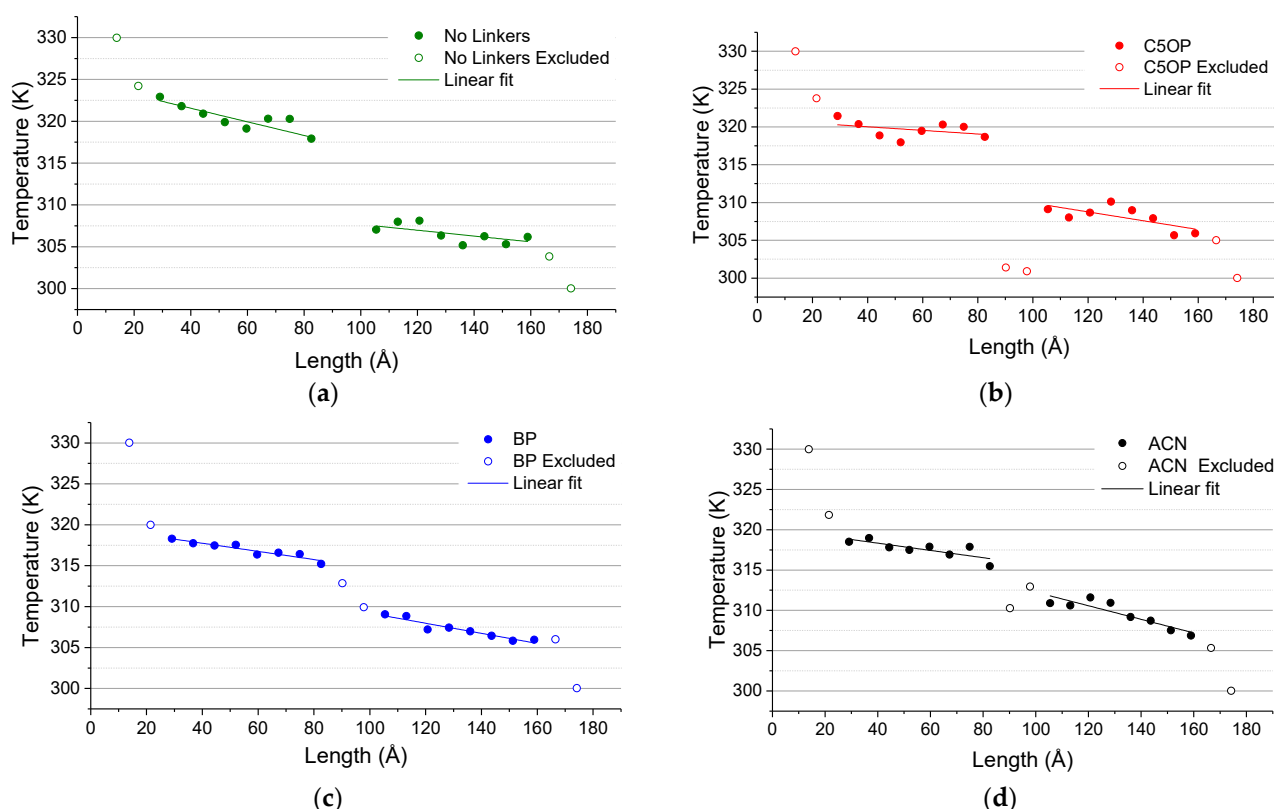 No Linkers
No Linkers Excluded
Linear fit
330
325
320
315
310
305
300
Temperature (K)
0 20 40 60 80 100 120 140 160 180
Length (Å)
(a)
C5OP
C5OP Excluded
Linear fit
330
325
320
315
310
305
300
Temperature (K)
0 20 40 60 80 100 120 140 160 180
Length (Å)
(b)
BP
BP Excluded
Linear fit
330
325
320
315
310
305
300
Temperature (K)
0 20 40 60 80 100 120 140 160 180
Length (Å)
(c)
ACN
ACN Excluded
Linear fit
330
325
320
315
310
305
300
Temperature (K)
0 20 40 60 80 100 120 140 160 180
Length (Å)
(d)